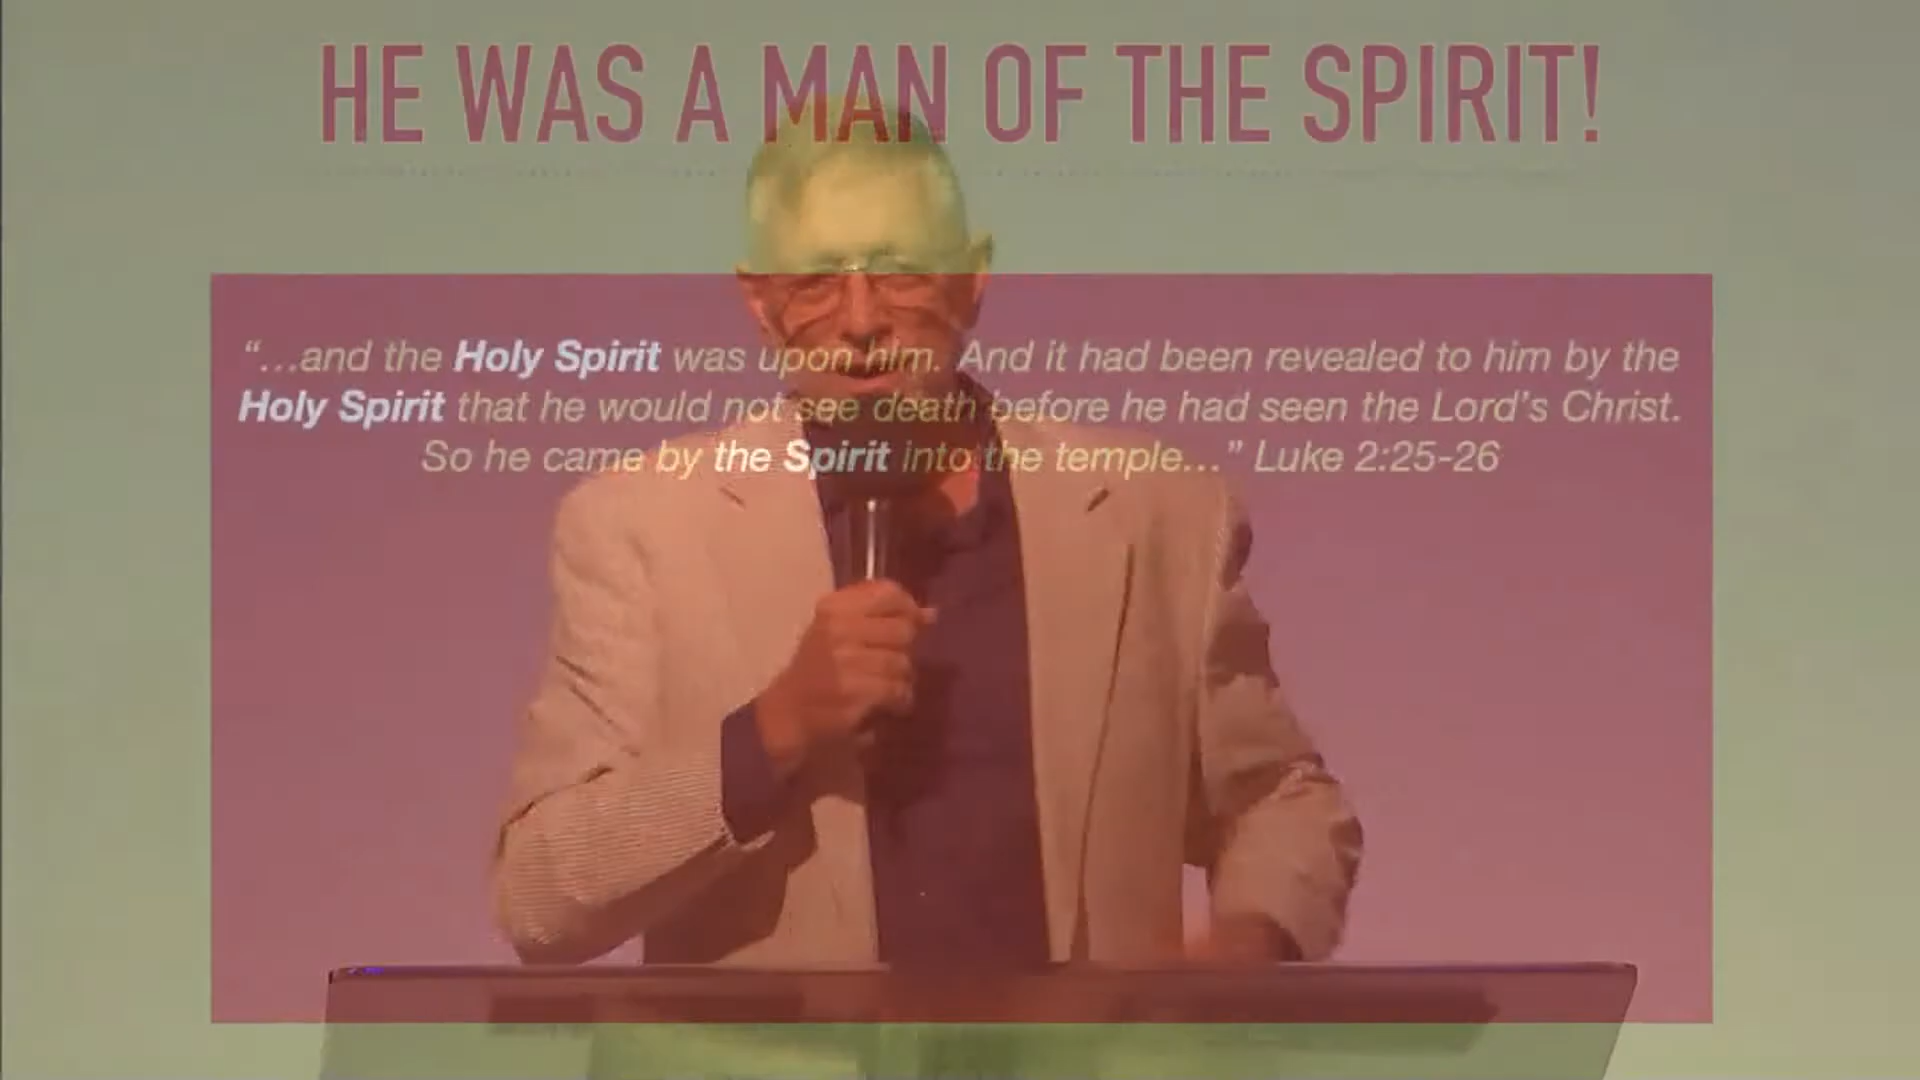 HE WAS A MAN OF THE SPIRIT!
“…and the Holy Spirit was upon him. And it had been revealed to him by the
Holy Spirit that he would not see death before he had seen the Lord’s Christ.
So he came by the Spirit into the temple…” Luke 2:25-26